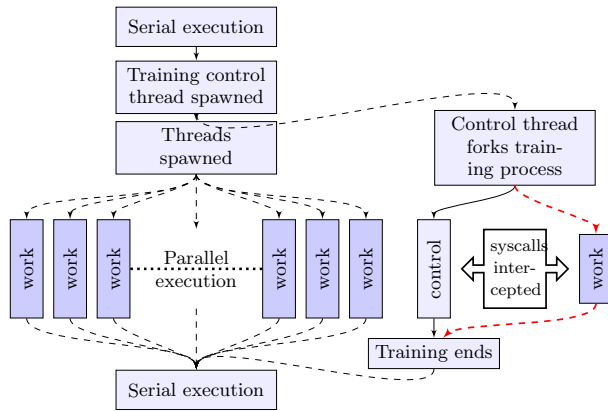 Serial execution
Training control
thread spawned
Threads
spawned
Control thread
forks train-
ing process
work
work
work
Parallel
execution
work
work
work
control
syscalls
inter-
cepted
work
Training ends
Serial execution